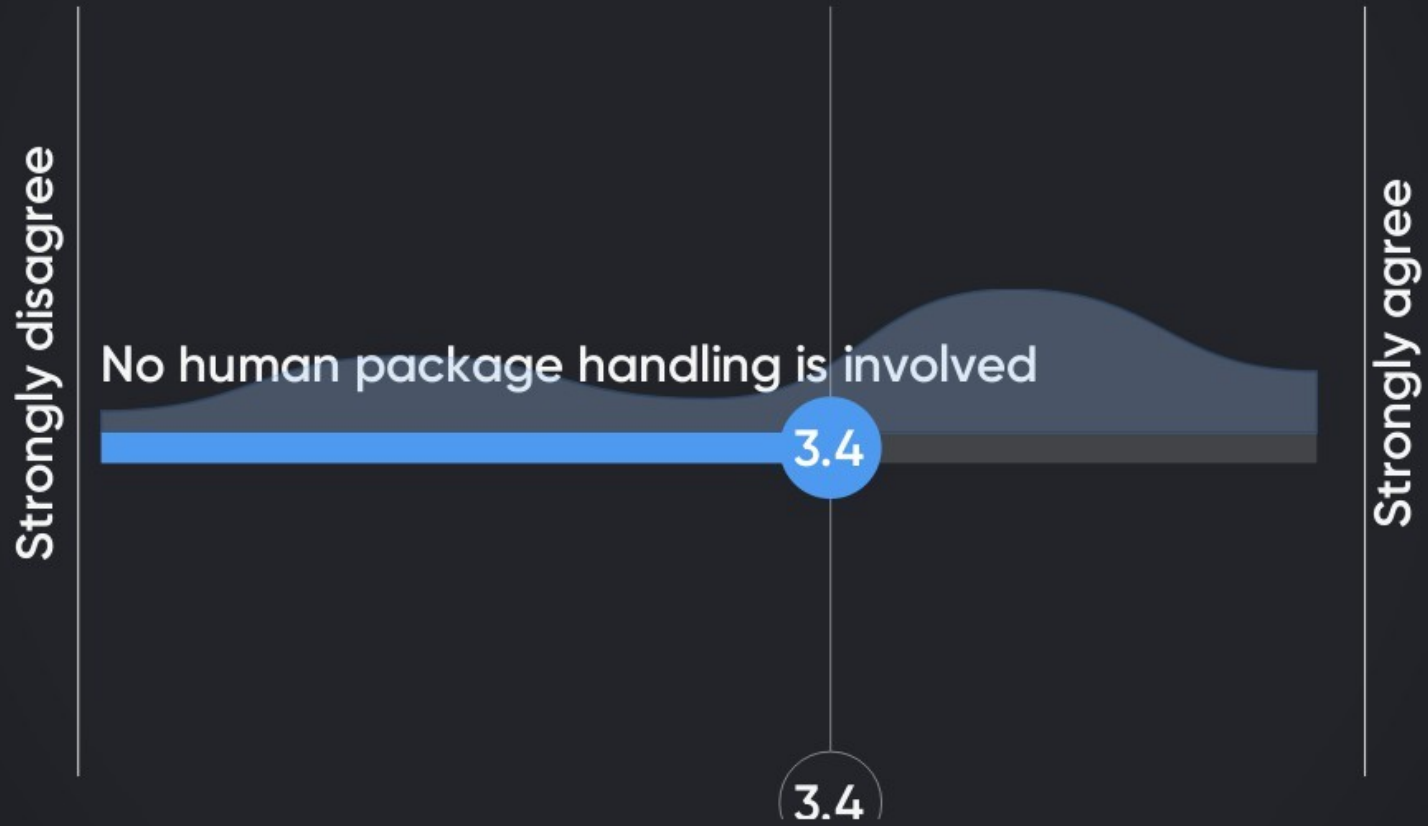 Strongly disagree
No human package handling is involved
3.4
3.4
Strongly agree